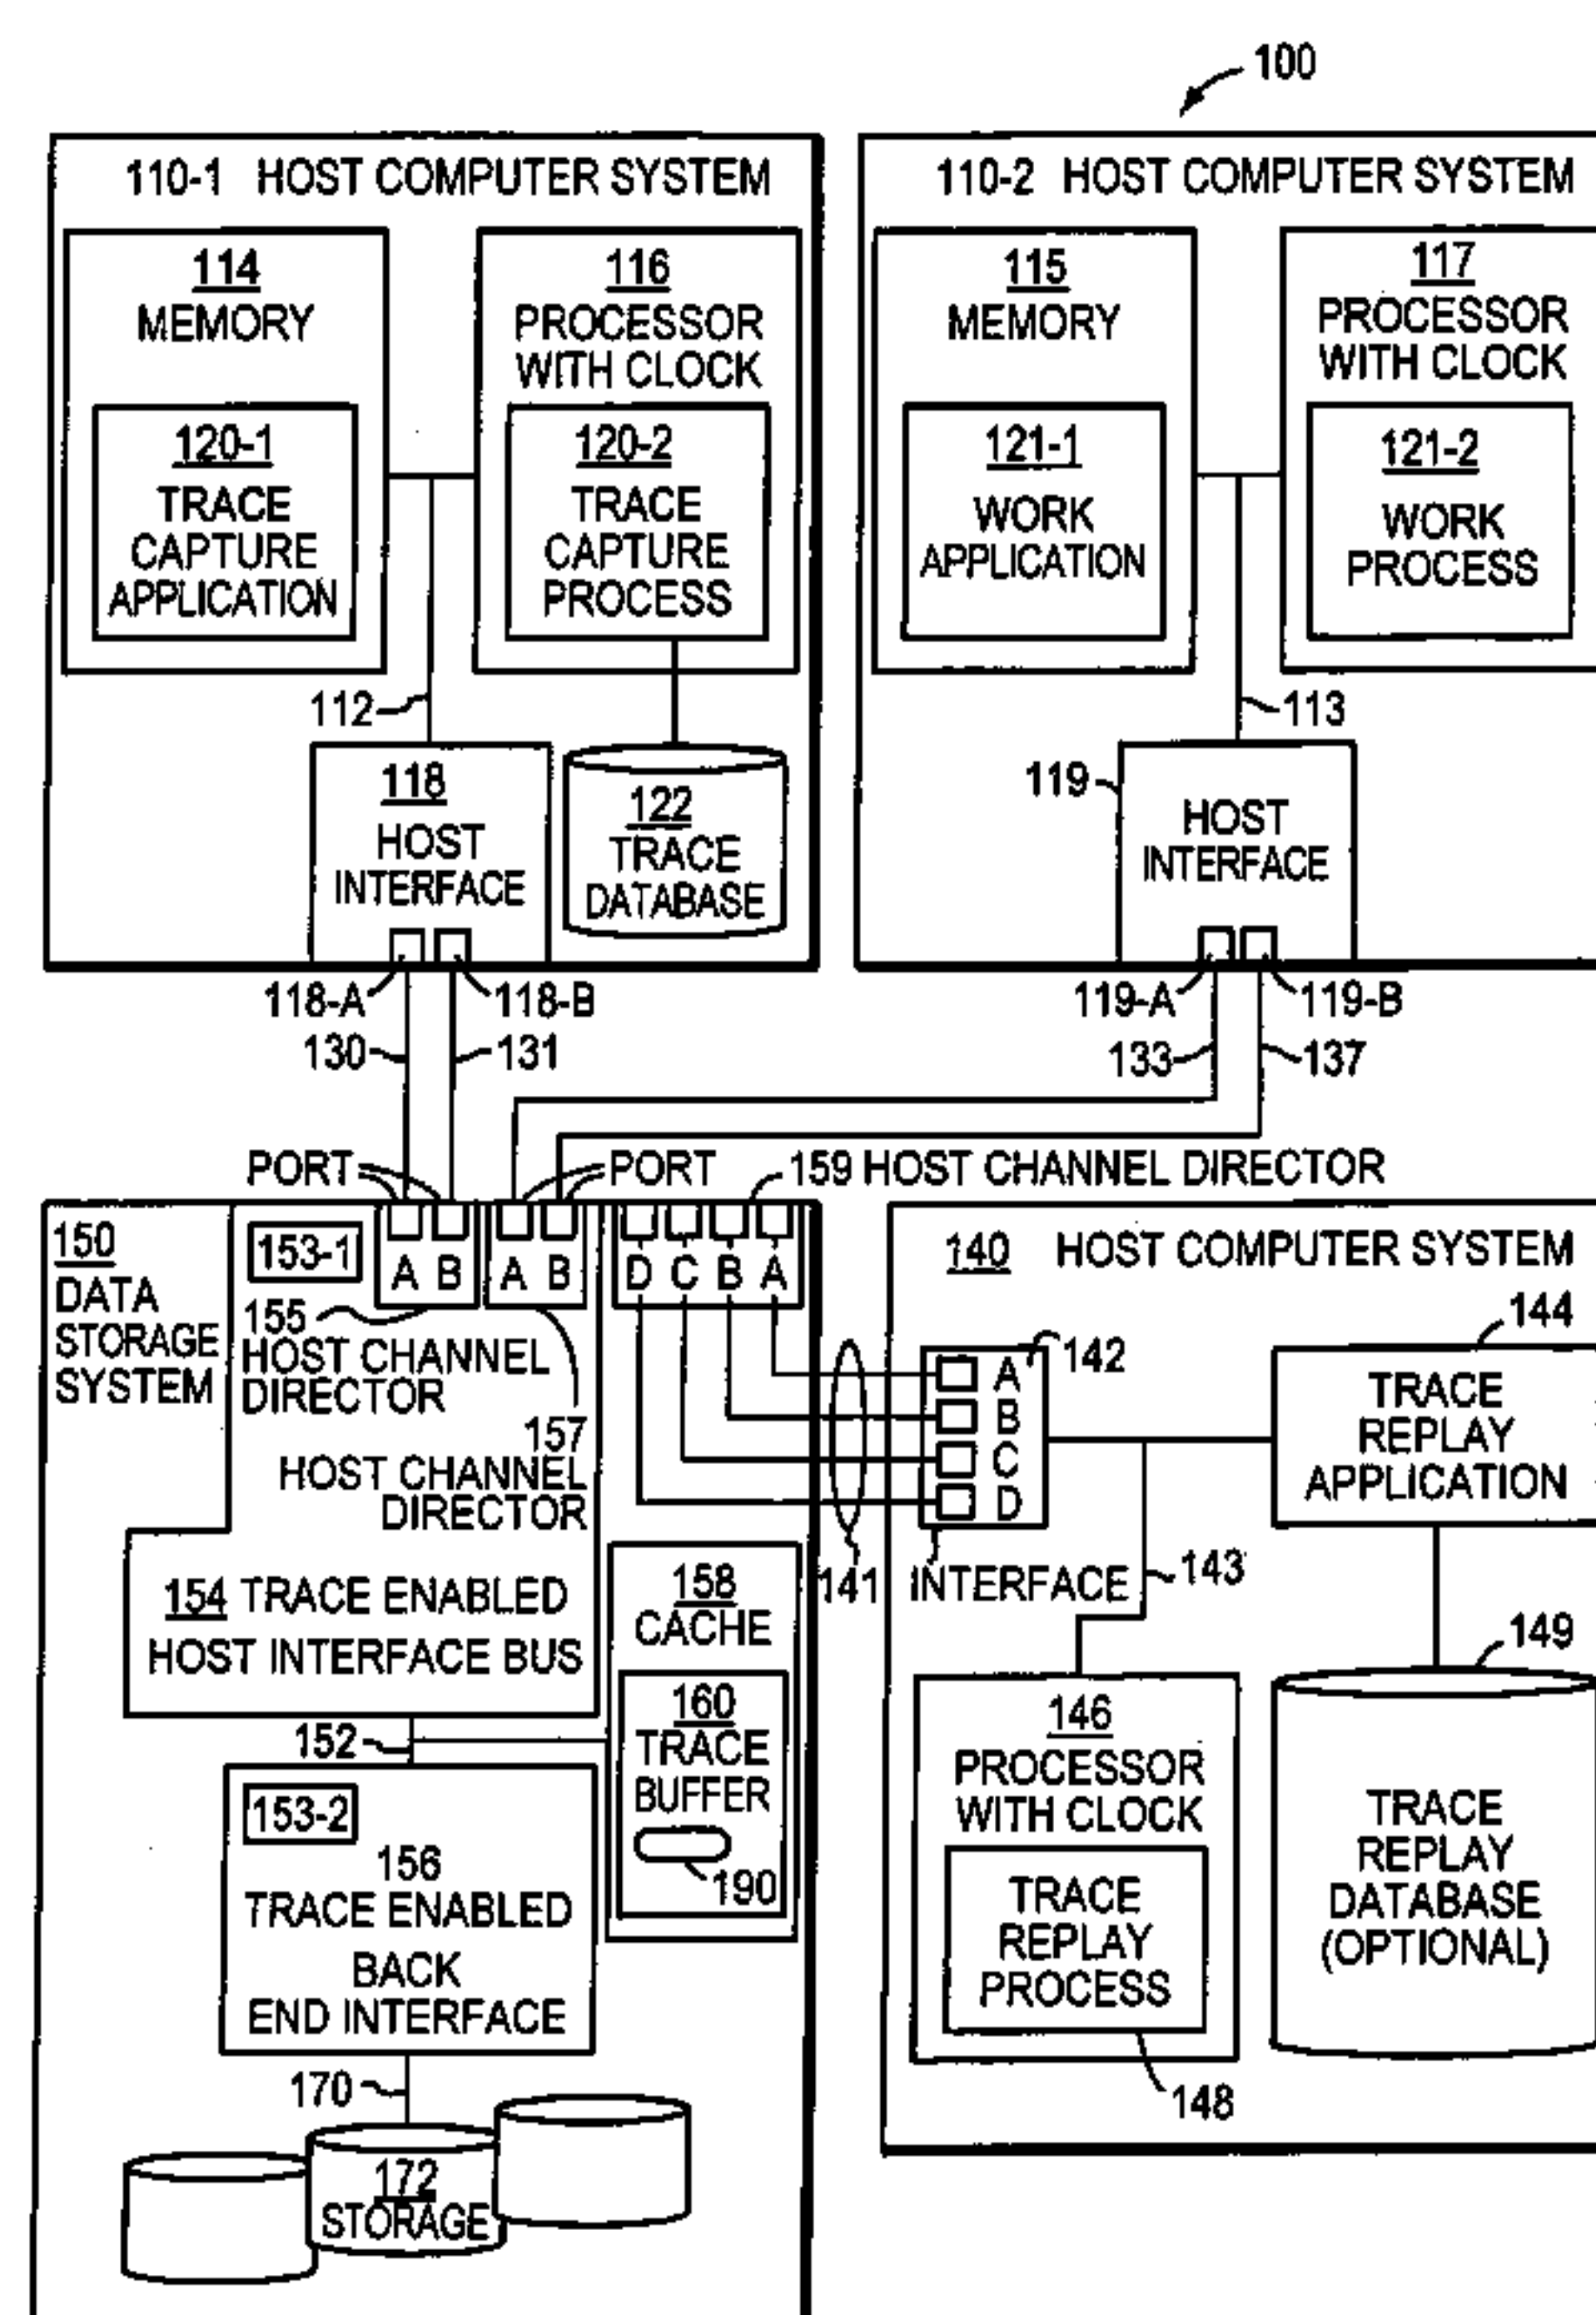 100
110-1 HOST COMPUTER SYSTEM
114
MEMORY
120-1
TRACE
CAPTURE
APPLICATION
116
PROCESSOR
WITH CLOCK
120-2
TRACE
CAPTURE
PROCESS
112
118
HOST
INTERFACE
122
TRACE
DATABASE
118-A
118-B
130
131
110-2 HOST COMPUTER SYSTEM
115
MEMORY
121-1
WORK
APPLICATION
117
PROCESSOR
WITH CLOCK
121-2
WORK
PROCESS
113
119
HOST
INTERFACE
119-A
119-B
133
137
PORT
PORT
159 HOST CHANNEL DIRECTOR
150
DATA
STORAGE
SYSTEM
153-1
A B
A B
D C B A
155
HOST CHANNEL
DIRECTOR
157
HOST CHANNEL
DIRECTOR
154 TRACE ENABLED
HOST INTERFACE BUS
158
CACHE
160
TRACE
BUFFER
190
152
153-2
156
TRACE ENABLED
BACK
END INTERFACE
170
172
STORAGE
140 HOST COMPUTER SYSTEM
142
A
B
C
D
141
INTERFACE
143
144
TRACE
REPLAY
APPLICATION
146
PROCESSOR
WITH CLOCK
TRACE
REPLAY
PROCESS
148
149
TRACE
REPLAY
DATABASE
(OPTIONAL)